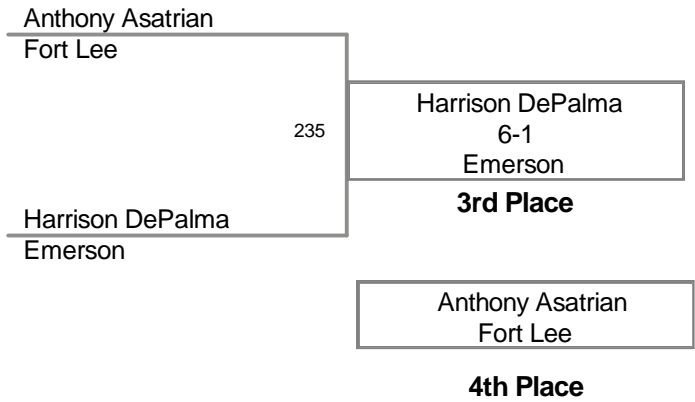 Anthony Asatrian
Fort Lee
235
Harrison DePalma
6-1
Emerson
3rd Place
Harrison DePalma
Emerson
Anthony Asatrian
Fort Lee
4th Place